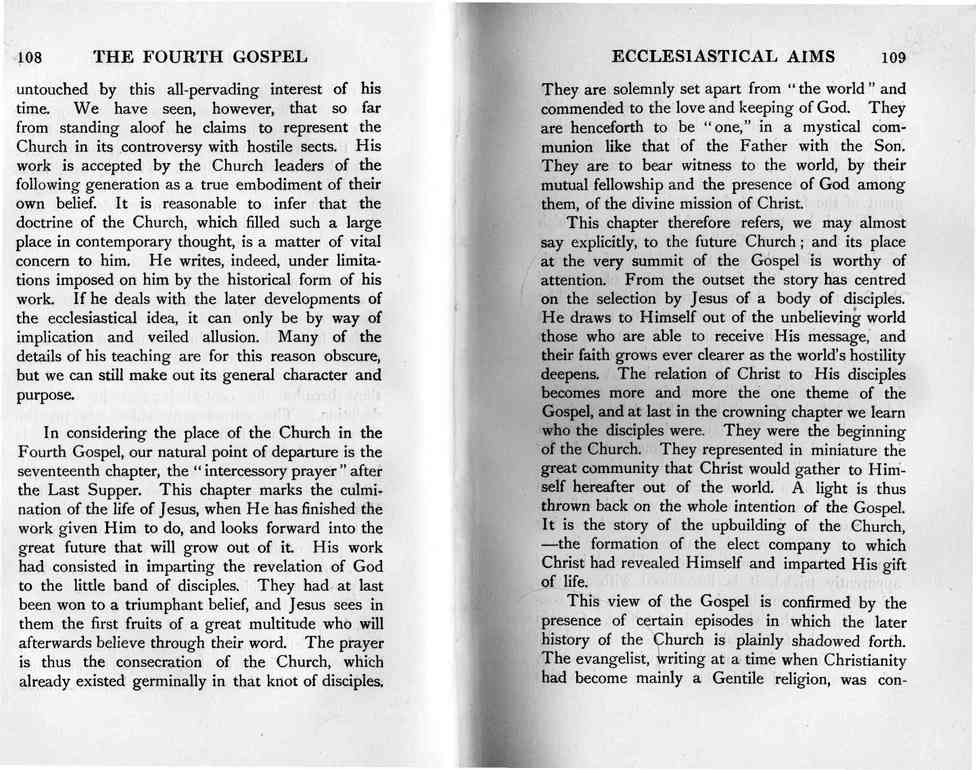 108 THE FOURTH GOSPEL
untouched by this all-pervading interest of his
time. We have seen, however, that so far
from standing aloof he claims to represent the
Church in its controversy with hostile sects. His
work is accepted by the Church leaders of the
following generation as a true embodiment of their
own belief. It is reasonable to infer that the
doctrine of the Church, which filled such a large
place in contemporary thought, is a matter of vital
concern to him. He writes, indeed, under limita-
tions imposed on him by the historical form of his
work. If he deals with the later developments of
the ecclesiastical idea, it can only be by way of
implication and veiled allusion. Many of the
details of his teaching are for this reason obscure,
but we can still make out its general character and
purpose.
In considering the place of the Church in the
Fourth Gospel, our natural point of departure is the
seventeenth chapter, the “intercessory prayer” after
the Last Supper. This chapter marks the culmi-
nation of the life of Jesus, when He has finished the
work given Him to do, and looks forward into the
great future that will grow out of it. His work
had consisted in imparting the revelation of God
to the little band of disciples. They had at last
been won to a triumphant belief, and Jesus sees in
them the first fruits of a great multitude who will
afterwards believe through their word. The prayer
is thus the consecration of the Church, which
already existed germinally in that knot of disciples.
ECCLESIASTICAL AIMS 109
They are solemnly set apart from “the world” and
commended to the love and keeping of God. They
are henceforth to be “one,” in a mystical com-
munion like that of the Father with the Son.
They are to bear witness to the world, by their
mutual fellowship and the presence of God among
them, of the divine mission of Christ.
This chapter therefore refers, we may almost
say explicitly, to the future Church; and its place
at the very summit of the Gospel is worthy of
attention. From the outset the story has centred
on the selection by Jesus of a body of disciples.
He draws to Himself out of the unbelieving world
those who are able to receive His message, and
their faith grows ever clearer as the world's hostility
deepens. The relation of Christ to His disciples
becomes more and more the one theme of the
Gospel, and at last in the crowning chapter we learn
who the disciples were. They were the beginning
of the Church. They represented in miniature the
great community that Christ would gather to Him-
self hereafter out of the world. A light is thus
thrown back on the whole intention of the Gospel.
It is the story of the upbuilding of the Church,
—the formation of the elect company to which
Christ had revealed Himself and imparted His gift
of life.
This view of the Gospel is confirmed by the
presence of certain episodes in which the later
history of the Church is plainly shadowed forth.
The evangelist, writing at a time when Christianity
had become mainly a Gentile religion, was con-